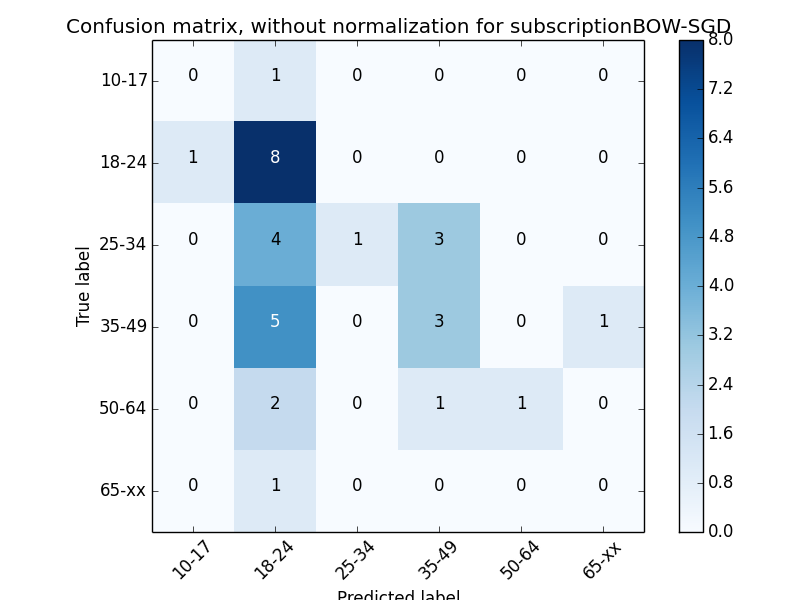 Confusion matrix, without normalization for subscriptionBOW-SGD
True label
10-17 0 1 0 0 0 0
18-24 1 8 0 0 0 0
25-34 0 4 1 3 0 0
35-49 0 5 0 3 0 1
50-64 0 2 0 1 1 0
65-xx 0 1 0 0 0 0
10-17 18-24 25-34 35-49 50-64 65-xx
Predicted label
8.0
7.2
6.4
5.6
4.8
4.0
3.2
2.4
1.6
0.8
0.0